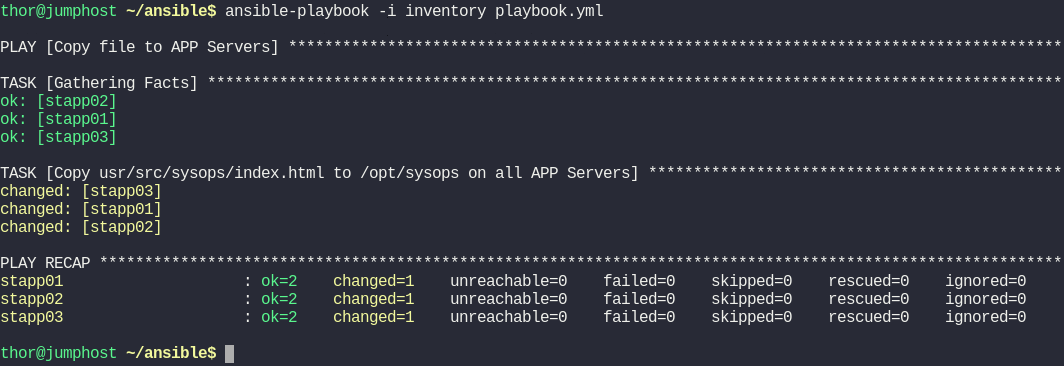 thor@jumphost ~/ansible$ ansible-playbook -i inventory playbook.yml
PLAY [Copy file to APP Servers] **************************************************************************************
TASK [Gathering Facts] ***********************************************************************************************
ok: [stapp02]
ok: [stapp01]
ok: [stapp03]
TASK [Copy usr/src/sysops/index.html to /opt/sysops on all APP Servers] **********************************************
changed: [stapp03]
changed: [stapp01]
changed: [stapp02]
PLAY RECAP ***********************************************************************************************************
stapp01                    : ok=2    changed=1    unreachable=0    failed=0    skipped=0    rescued=0    ignored=0
stapp02                    : ok=2    changed=1    unreachable=0    failed=0    skipped=0    rescued=0    ignored=0
stapp03                    : ok=2    changed=1    unreachable=0    failed=0    skipped=0    rescued=0    ignored=0
thor@jumphost ~/ansible$